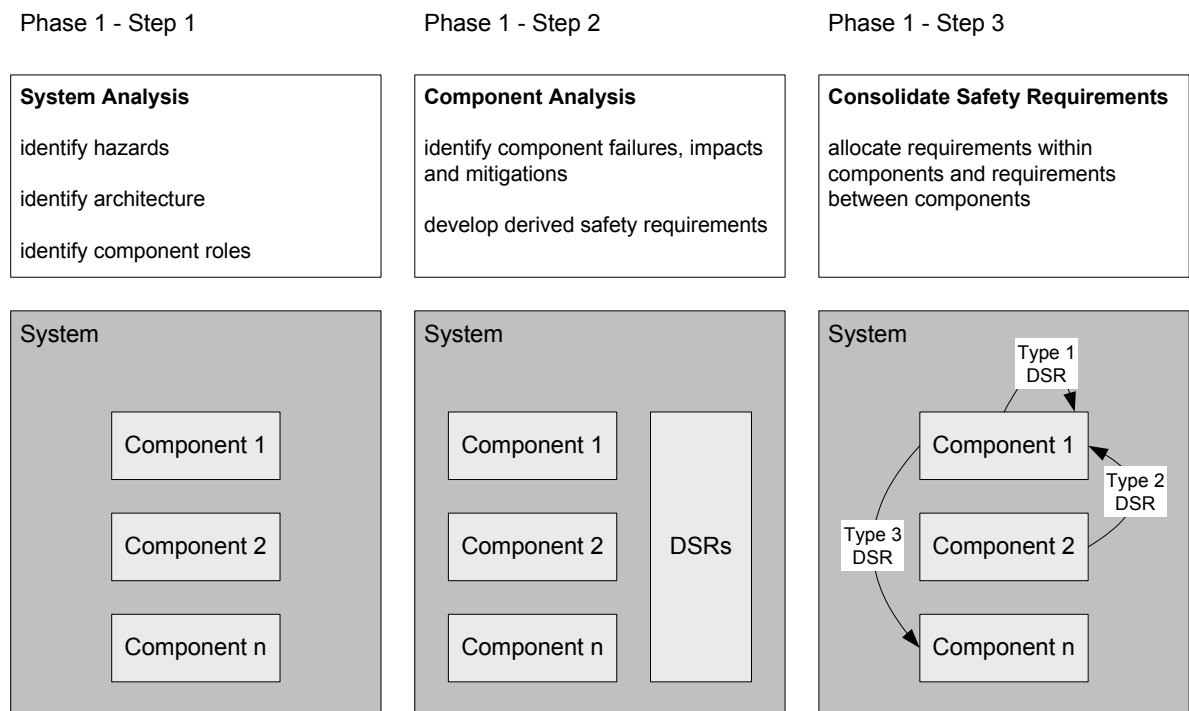 Phase 1 - Step 1
Phase 1 - Step 2
Phase 1 - Step 3
System Analysis
identify hazards
identify architecture
identify component roles
Component Analysis
identify component failures, impacts
and mitigations
develop derived safety requirements
Consolidate Safety Requirements
allocate requirements within
components and requirements
between components
System
Component 1
Component 2
Component n
System
Component 1
Component 2
Component n
DSRs
System
Type 1
DSR
Component 1
Type 2
DSR
Type 3
DSR
Component 2
Component n